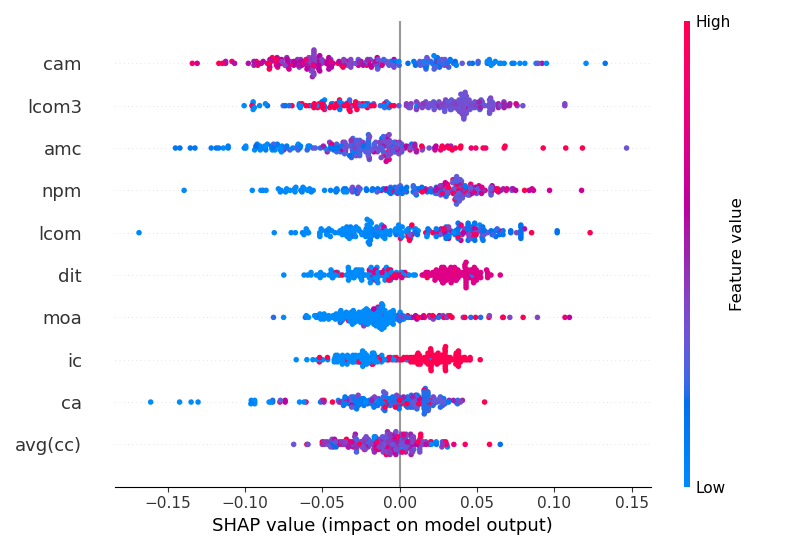 High
cam
lcom3
amc
npm
lcom
dit
moa
ic
ca
avg(cc)
Feature value
Low
−0.15 −0.10 −0.05 0.00 0.05 0.10 0.15
SHAP value (impact on model output)